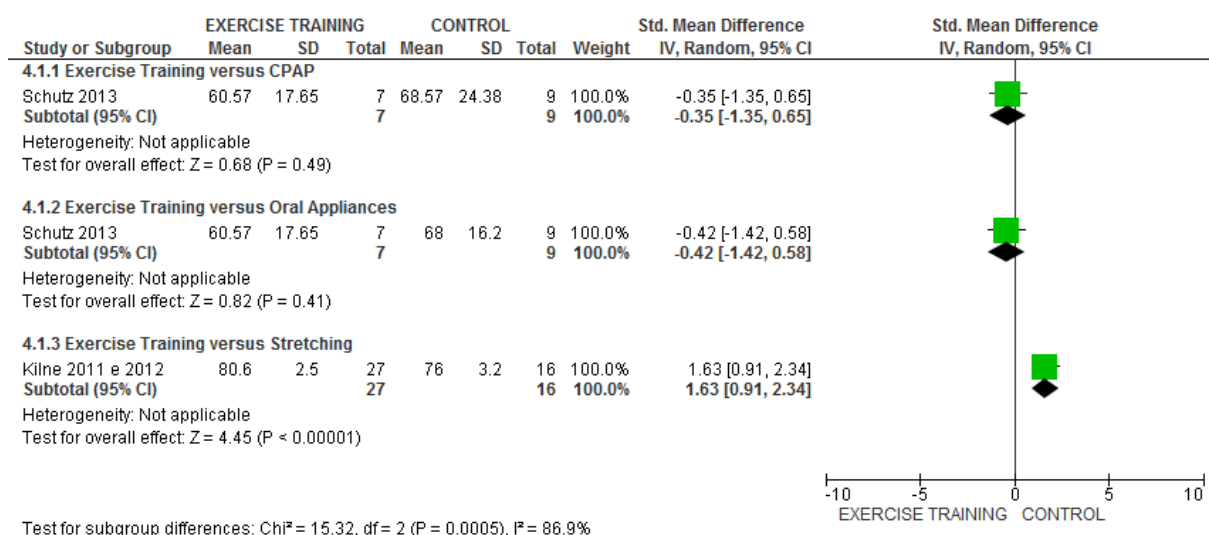 EXERCISE TRAINING CONTROL Std. Mean Difference Std. Mean Difference
Study or Subgroup Mean SD Total Mean SD Total Weight IV, Random, 95% CI IV, Random, 95% CI
4.1.1 Exercise Training versus CPAP
Schutz 2013 60.57 17.65 7 68.57 24.38 9 100.0% -0.35 [-1.35, 0.65]
Subtotal (95% CI) 7 9 100.0% -0.35 [-1.35, 0.65]
Heterogeneity: Not applicable
Test for overall effect: Z = 0.68 (P = 0.49)
4.1.2 Exercise Training versus Oral Appliances
Schutz 2013 60.57 17.65 7 68 16.2 9 100.0% -0.42 [-1.42, 0.58]
Subtotal (95% CI) 7 9 100.0% -0.42 [-1.42, 0.58]
Heterogeneity: Not applicable
Test for overall effect: Z = 0.82 (P = 0.41)
4.1.3 Exercise Training versus Stretching
Kilne 2011 e 2012 80.6 2.5 27 76 3.2 16 100.0% 1.63 [0.91, 2.34]
Subtotal (95% CI) 27 16 100.0% 1.63 [0.91, 2.34]
Heterogeneity: Not applicable
Test for overall effect: Z = 4.45 (P < 0.00001)
-10 -5 0 5 10
EXERCISE TRAINING CONTROL
Test for subgroup differences: Chi² = 15.32, df = 2 (P = 0.0005), I² = 86.9%